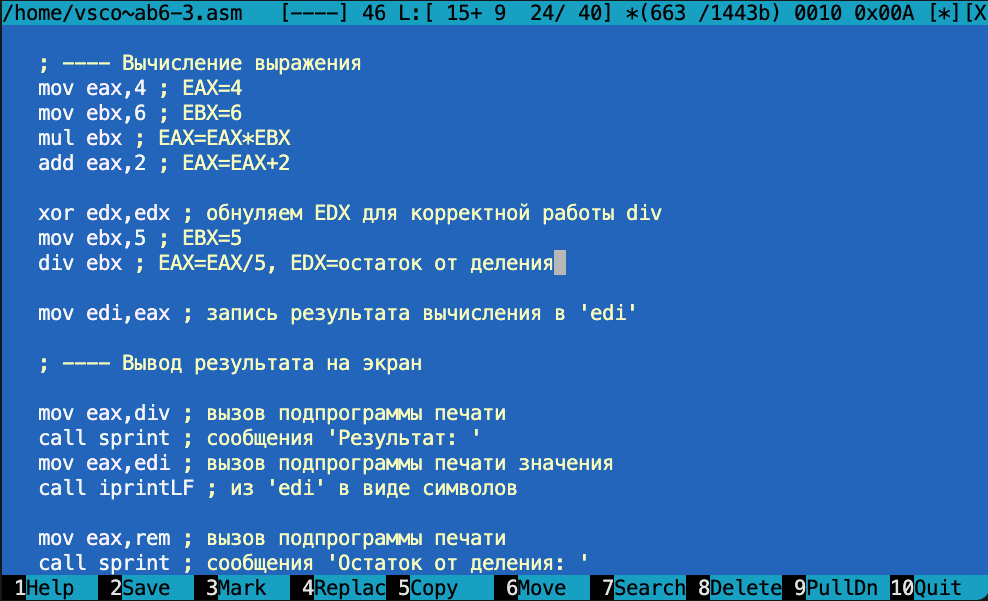 /home/vsco~ab6-3.asm [----] 46 L:[ 15+ 9 24/ 40] *(663 /1443b) 0010 0x00A [*][X
; ---- Вычисление выражения
mov eax,4 ; EAX=4
mov ebx,6 ; EBX=6
mul ebx ; EAX=EAX*EBX
add eax,2 ; EAX=EAX+2
xor edx,edx ; обнуляем EDX для корректной работы div
mov ebx,5 ; EBX=5
div ebx ; EAX=EAX/5, EDX=остаток от деления
mov edi,eax ; запись результата вычисления в 'edi'
; ---- Вывод результата на экран
mov eax,div ; вызов подпрограммы печати
call sprint ; сообщения 'Результат: '
mov eax,edi ; вызов подпрограммы печати значения
call iprintLF ; из 'edi' в виде символов
mov eax,rem ; вызов подпрограммы печати
call sprint ; сообщения 'Остаток от деления: '
1Help 2Save 3Mark 4Replac 5Copy 6Move 7Search 8Delete 9PullDn 10Quit